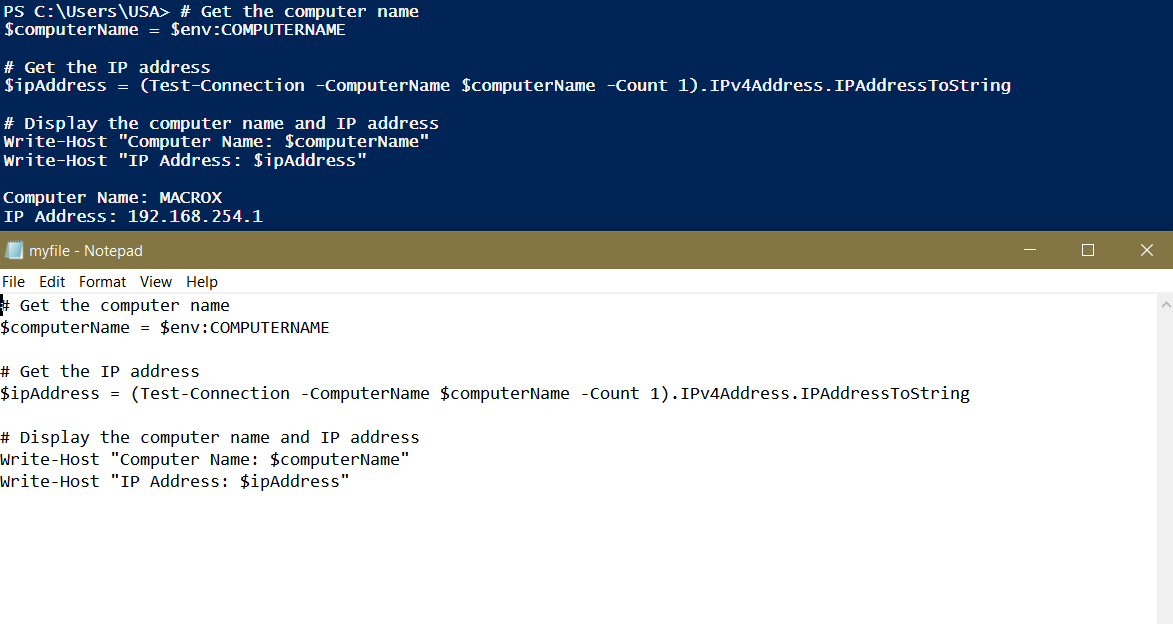 PS C:\Users\USA> # Get the computer name
$computerName = $env:COMPUTERNAME
# Get the IP address
$ipAddress = (Test-Connection -ComputerName $computerName -Count 1).IPv4Address.IPAddressToString
# Display the computer name and IP address
Write-Host "Computer Name: $computerName"
Write-Host "IP Address: $ipAddress"
Computer Name: MACROX
IP Address: 192.168.254.1
myfile - Notepad
File Edit Format View Help
# Get the computer name
$computerName = $env:COMPUTERNAME
# Get the IP address
$ipAddress = (Test-Connection -ComputerName $computerName -Count 1).IPv4Address.IPAddressToString
# Display the computer name and IP address
Write-Host "Computer Name: $computerName"
Write-Host "IP Address: $ipAddress"